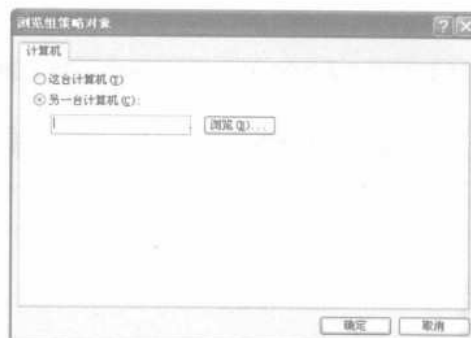 浏览组策略对象
计算机
这台计算机(T)
另一台计算机(C):
浏览(R)...
确定
取消